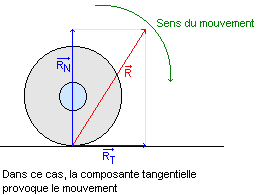 Sens du mouvement
R_N
R
R_T
Dans ce cas, la composante tangentielle
provoque le mouvement